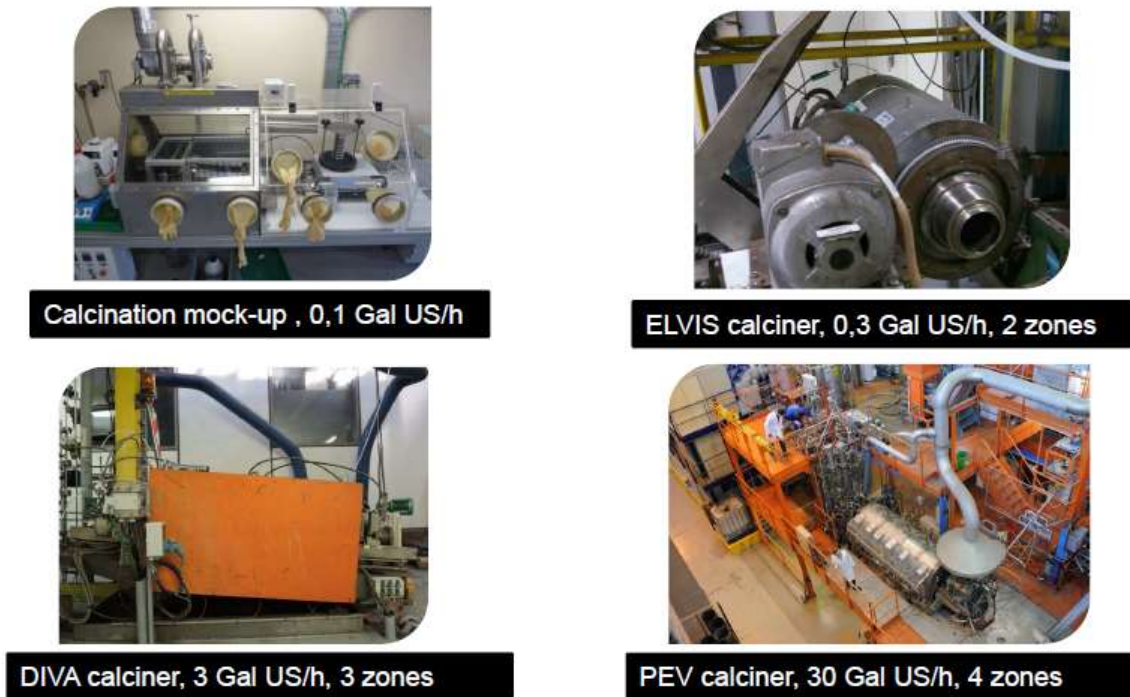 Calcination mock-up , 0,1 Gal US/h
ELVIS calciner, 0,3 Gal US/h, 2 zones
DIVA calciner, 3 Gal US/h, 3 zones
PEV calciner, 30 Gal US/h, 4 zones